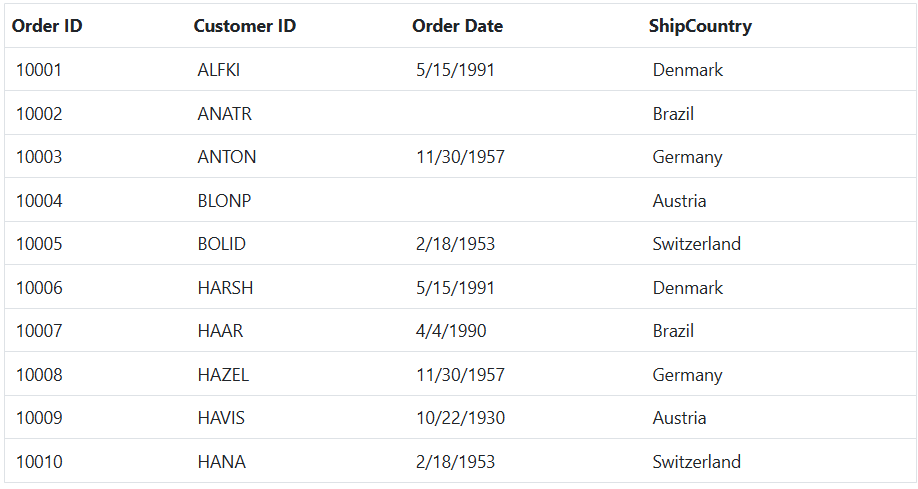 Order ID Customer ID Order Date ShipCountry
10001 ALFKI 5/15/1991 Denmark
10002 ANATR Brazil
10003 ANTON 11/30/1957 Germany
10004 BLONP Austria
10005 BOLID 2/18/1953 Switzerland
10006 HARSH 5/15/1991 Denmark
10007 HAAR 4/4/1990 Brazil
10008 HAZEL 11/30/1957 Germany
10009 HAVIS 10/22/1930 Austria
10010 HANA 2/18/1953 Switzerland